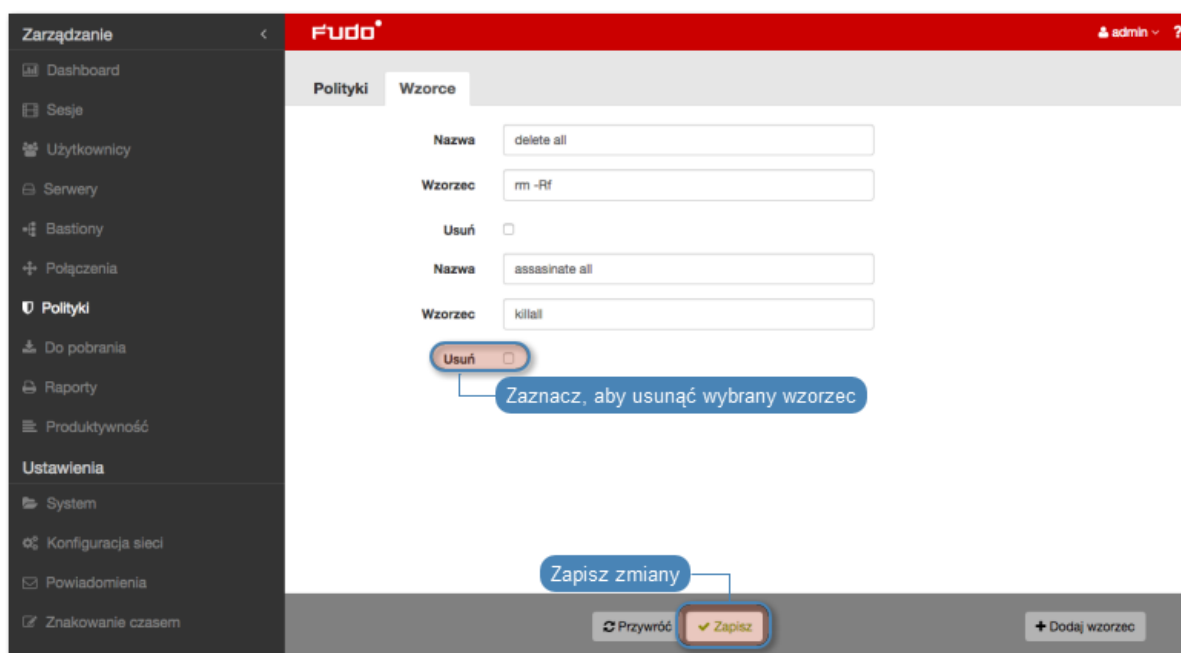 Zarządzanie
Dashboard
Sesje
Użytkownicy
Serwery
Bastiony
Połączenia
Polityki
Do pobrania
Raporty
Produktywność
Ustawienia
System
Konfiguracja sieci
Powiadomienia
Znakowanie czasem
FUDO
admin ?
Polityki Wzorce
Nazwa delete all
Wzorzec rm -Rf
Usuń
Nazwa assasinate all
Wzorzec killall
Usuń
Zaznacz, aby usunąć wybrany wzorzec
Zapisz zmiany
Przywróć Zapisz + Dodaj wzorzec